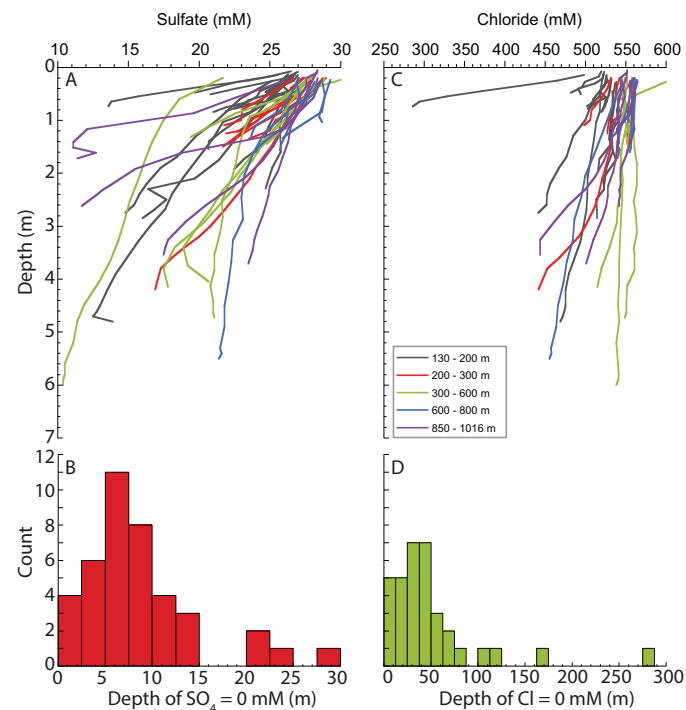 Sulfate (mM)
10 15 20 25 30
Chloride (mM)
250 300 350 400 450 500 550 600
A
C
0
1
2
3
4
5
6
7
Depth (m)
130 - 200 m
200 - 300 m
300 - 600 m
600 - 800 m
850 - 1016 m
B
D
12
10
8
6
4
2
0
Count
0 5 10 15 20 25 30
Depth of SO4 = 0 mM (m)
0 50 100 150 200 250 300
Depth of Cl = 0 mM (m)